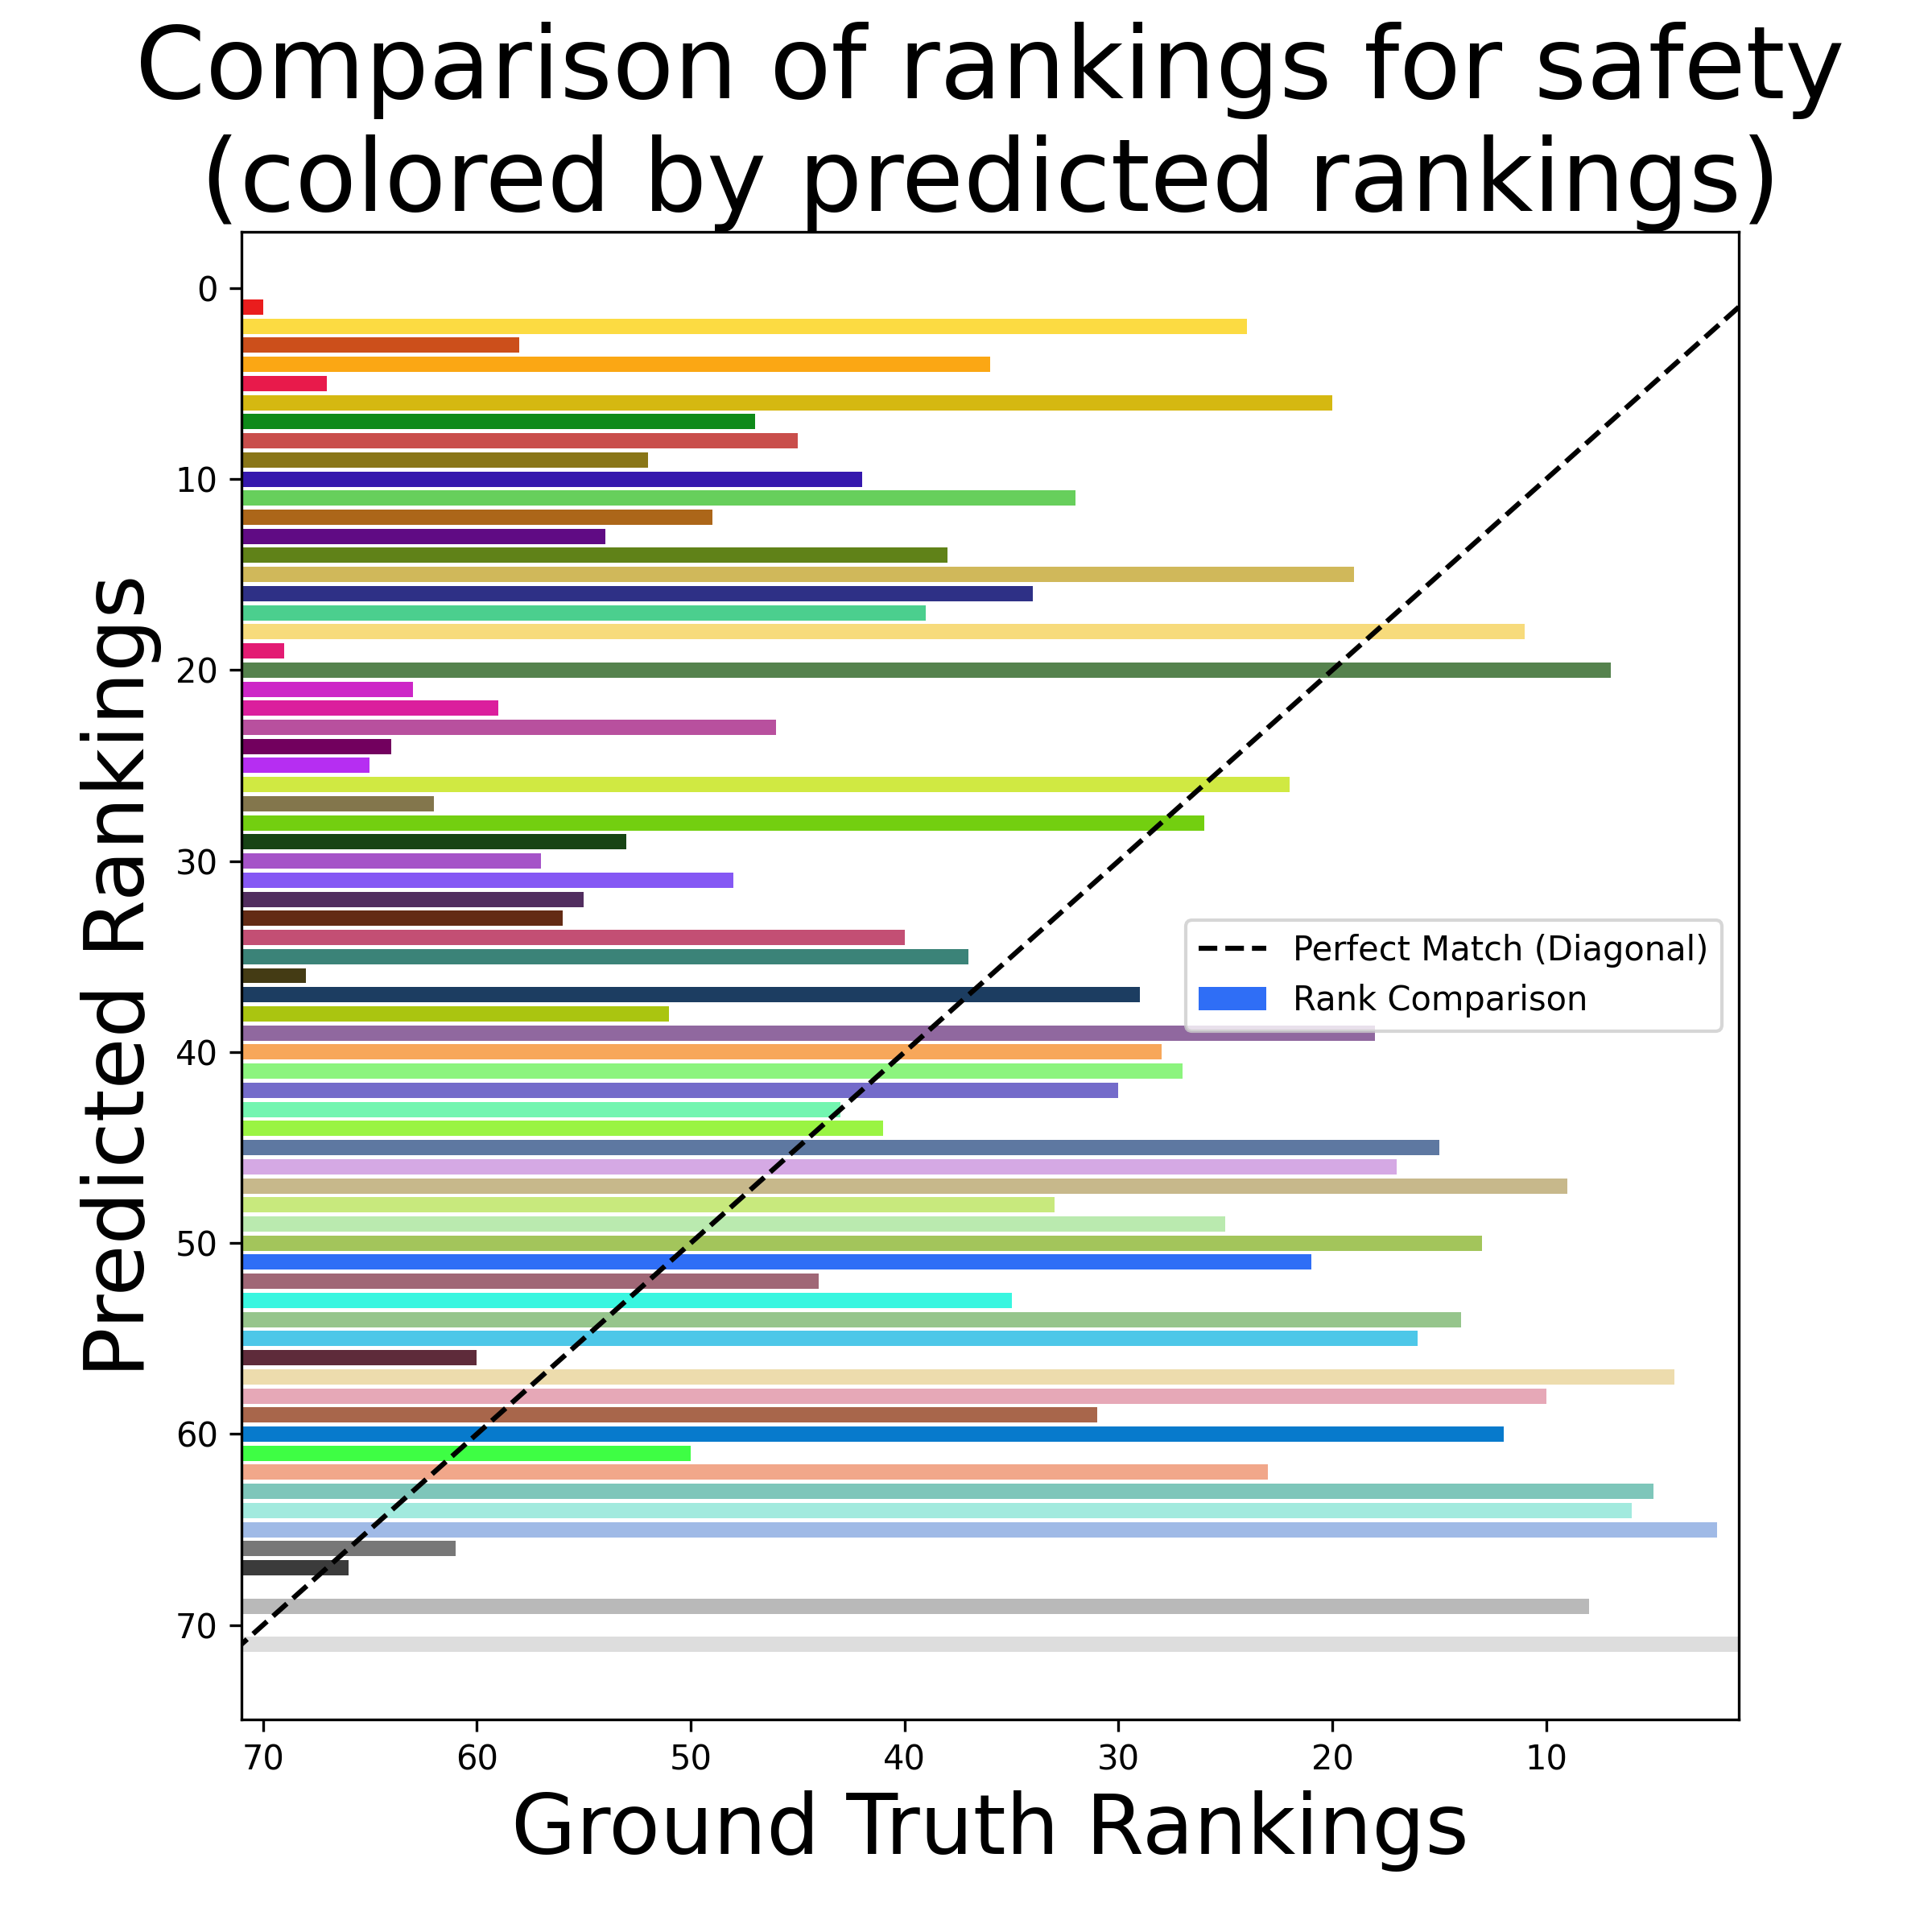 Comparison of rankings for safety
(colored by predicted rankings)
Predicted Rankings
0
10
20
30
40
50
60
70
Perfect Match (Diagonal)
Rank Comparison
70 60 50 40 30 20 10
Ground Truth Rankings